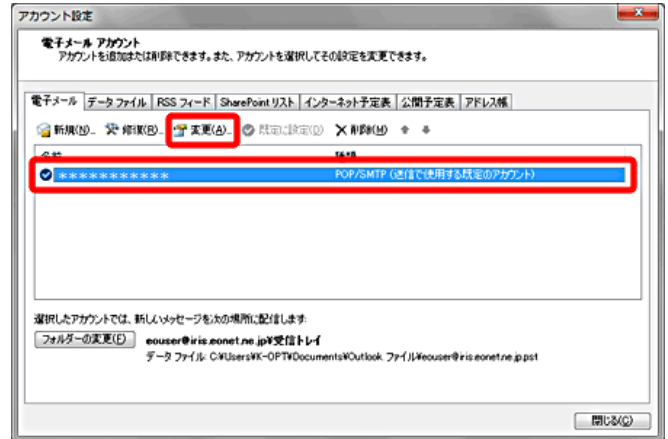 アカウント設定
電子メール アカウント
アカウントを追加または削除できます。また、アカウントを選択してその設定を変更できます。
電子メール データ ファイル RSS フィード SharePoint リスト インターネット予定表 公開予定表 アドレス帳
新規(N)... 修復(R)... 変更(A)... 既定に設定(D) 削除(M)
名前 種類
*********** POP/SMTP (送信で使用する既定のアカウント)
選択したアカウントでは、新しいメッセージを次の場所に配信します:
フォルダーの変更(F) eouser@iris.eonet.ne.jp¥受信トレイ
データ ファイル: C:¥Users¥K-OPT¥Documents¥Outlook ファイル¥eouser@iris.eonet.ne.jp.pst
閉じる(C)